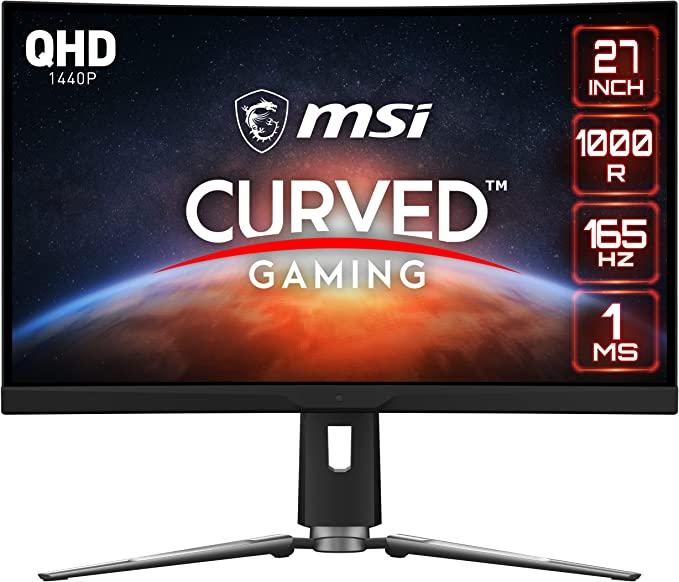 QHD
1440P
msi
CURVED™
GAMING
27
INCH
1000
R
165
HZ
1
MS